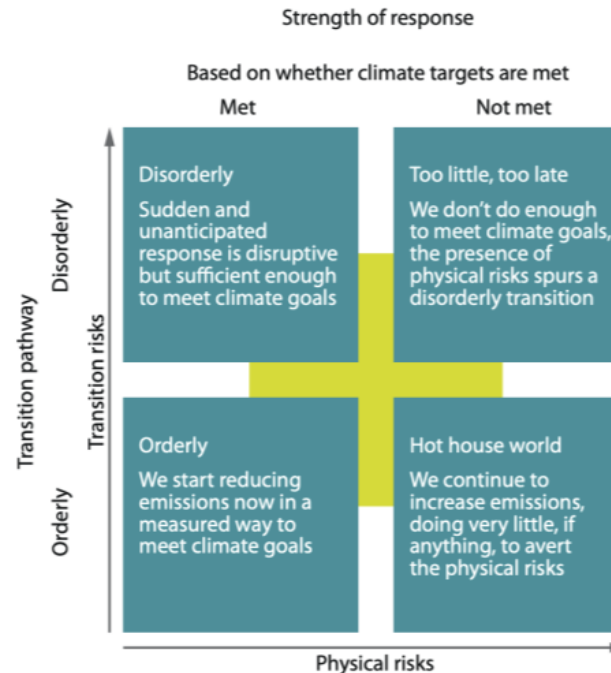 Strength of response
Based on whether climate targets are met
Met
Not met
Transition pathway
Disorderly
Orderly
Transition risks
Disorderly
Sudden and
unanticipated
response is disruptive
but sufficient enough
to meet climate goals
Too little, too late
We don't do enough
to meet climate goals,
the presence of
physical risks spurs a
disorderly transition
Orderly
We start reducing
emissions now in a
measured way to
meet climate goals
Hot house world
We continue to
increase emissions,
doing very little, if
anything, to avert
the physical risks
Physical risks